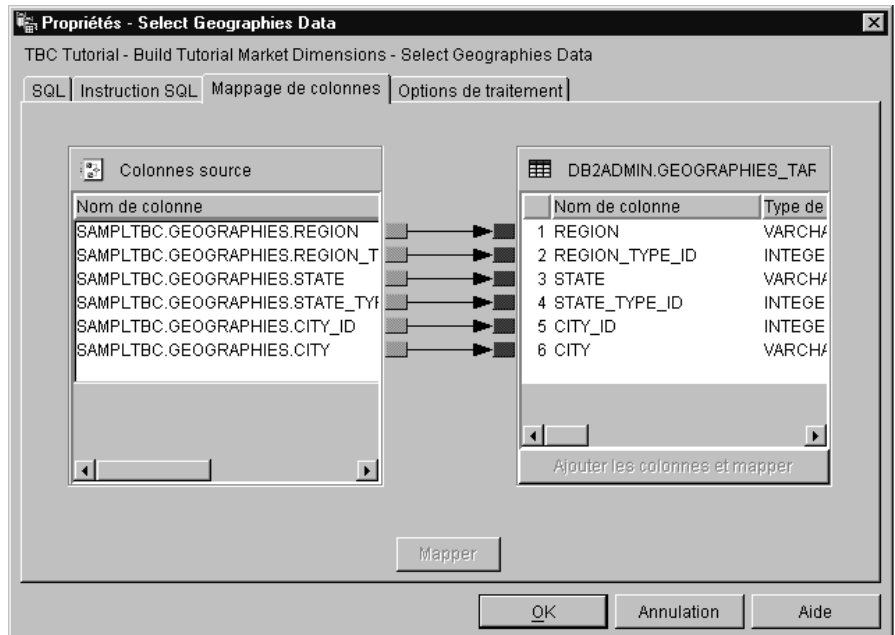 Propriétés - Select Geographies Data
TBC Tutorial - Build Tutorial Market Dimensions - Select Geographies Data
SQL Instruction SQL Mappage de colonnes Options de traitement
Colonnes source
Nom de colonne
SAMPLTBC.GEOGRAPHIES.REGION
SAMPLTBC.GEOGRAPHIES.REGION_T
SAMPLTBC.GEOGRAPHIES.STATE
SAMPLTBC.GEOGRAPHIES.STATE_TYF
SAMPLTBC.GEOGRAPHIES.CITY_ID
SAMPLTBC.GEOGRAPHIES.CITY
DB2ADMIN.GEOGRAPHIES_TAR
Nom de colonne Type de
1 REGION VARCHA
2 REGION_TYPE_ID INTEGE
3 STATE VARCHA
4 STATE_TYPE_ID INTEGE
5 CITY_ID INTEGE
6 CITY VARCHA
Ajouter les colonnes et mapper
Mapper
OK Annulation Aide